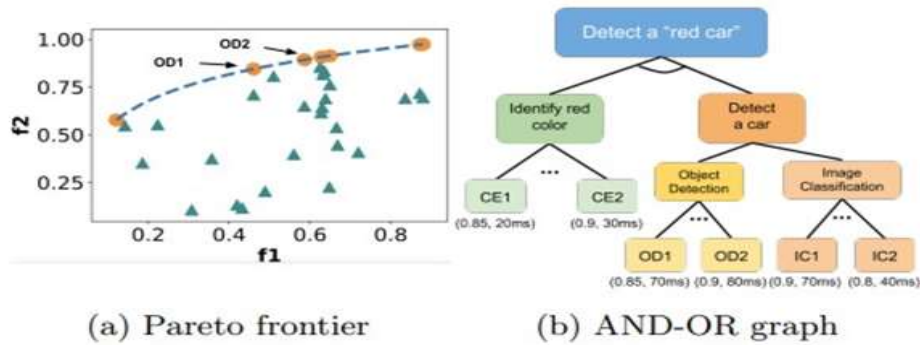 1.00
0.75
0.50
0.25
f2
OD1
OD2
0.2
0.4
0.6
0.8
f1
(a) Pareto frontier
Detect a “red car”
Identify red
color
Detect
a car
...
Object
Detection
Image
Classification
CE1
CE2
(0.85, 20ms)
(0.9, 30ms)
...
...
OD1
OD2
IC1
IC2
(0.85, 70ms)
(0.9, 80ms)
(0.9, 70ms)
(0.8, 40ms)
(b) AND-OR graph